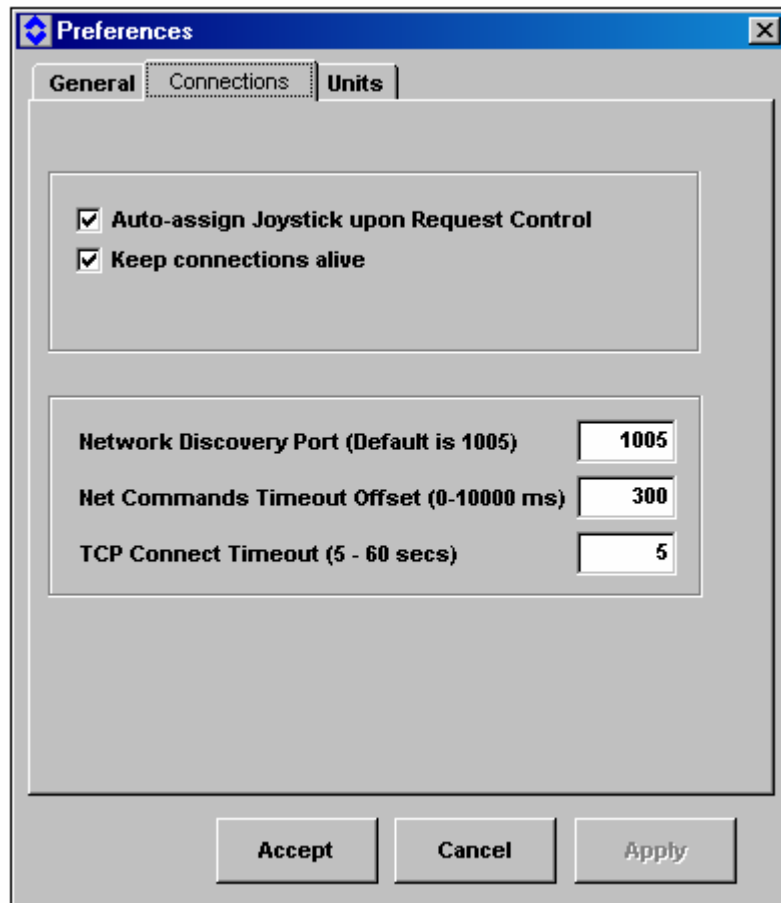 Preferences
General Connections Units
Auto-assign Joystick upon Request Control
Keep connections alive
Network Discovery Port (Default is 1005) 1005
Net Commands Timeout Offset (0-10000 ms) 300
TCP Connect Timeout (5 - 60 secs) 5
Accept Cancel Apply